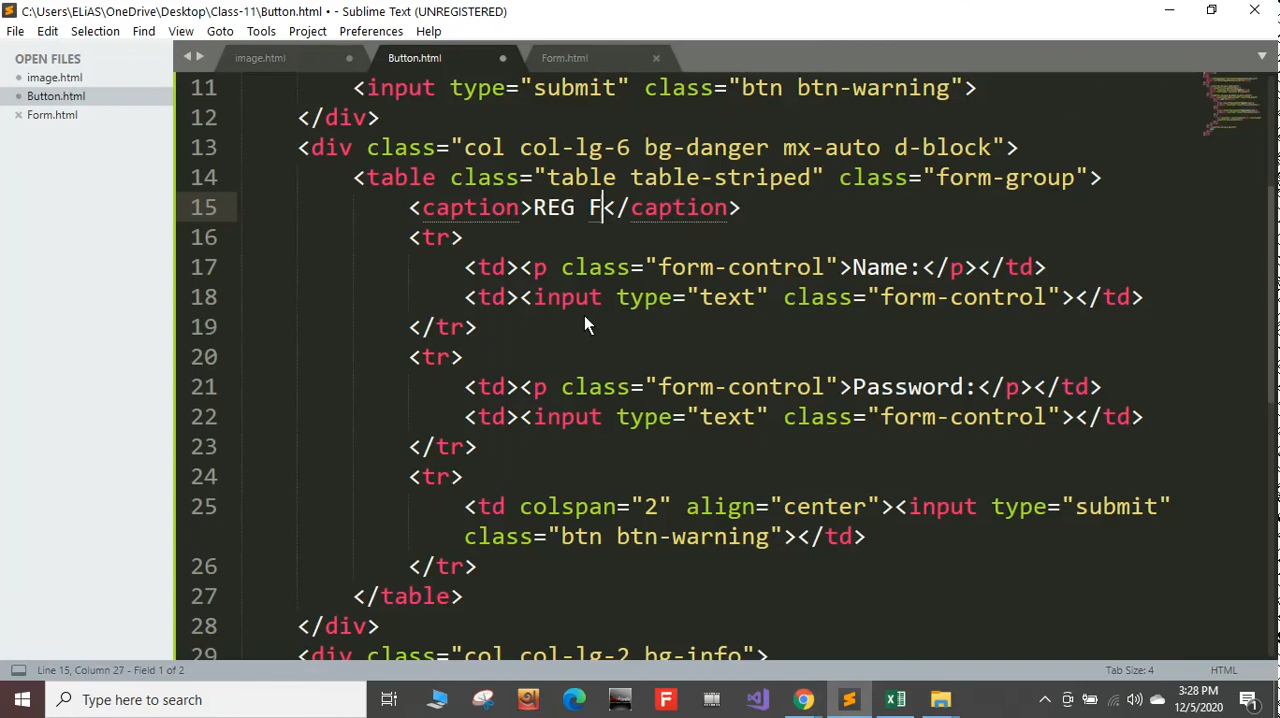 C:\Users\ELiAS\OneDrive\Desktop\Class-11\Button.html • - Sublime Text (UNREGISTERED)
File Edit Selection View Goto Tools Project Preferences Help
OPEN FILES
image.html
Button.html
Form.html
image.html Button.html Form.html
11 <input type="submit" class="btn btn-warning">
12 </div>
13 <div class="col col-lg-6 bg-danger mx-auto d-block">
14 <table class="table table-striped" class="form-group">
15 <caption>REG F</caption>
16 <tr>
17 <td><p class="form-control">Name:</p></td>
18 <td><input type="text" class="form-control"></td>
19 </tr>
20 <tr>
21 <td><p class="form-control">Password:</p></td>
22 <td><input type="text" class="form-control"></td>
23 </tr>
24 <tr>
25 <td colspan="2" align="center"><input type="submit"
class="btn btn-warning"></td>
26 </tr>
27 </table>
28 </div>
29 <div class="col col-lg-2 bg-info">
Line 15, Column 27 - Field 1 of 2
Tab Size: 4 HTML
Type here to search
3:28 PM
12/5/2020